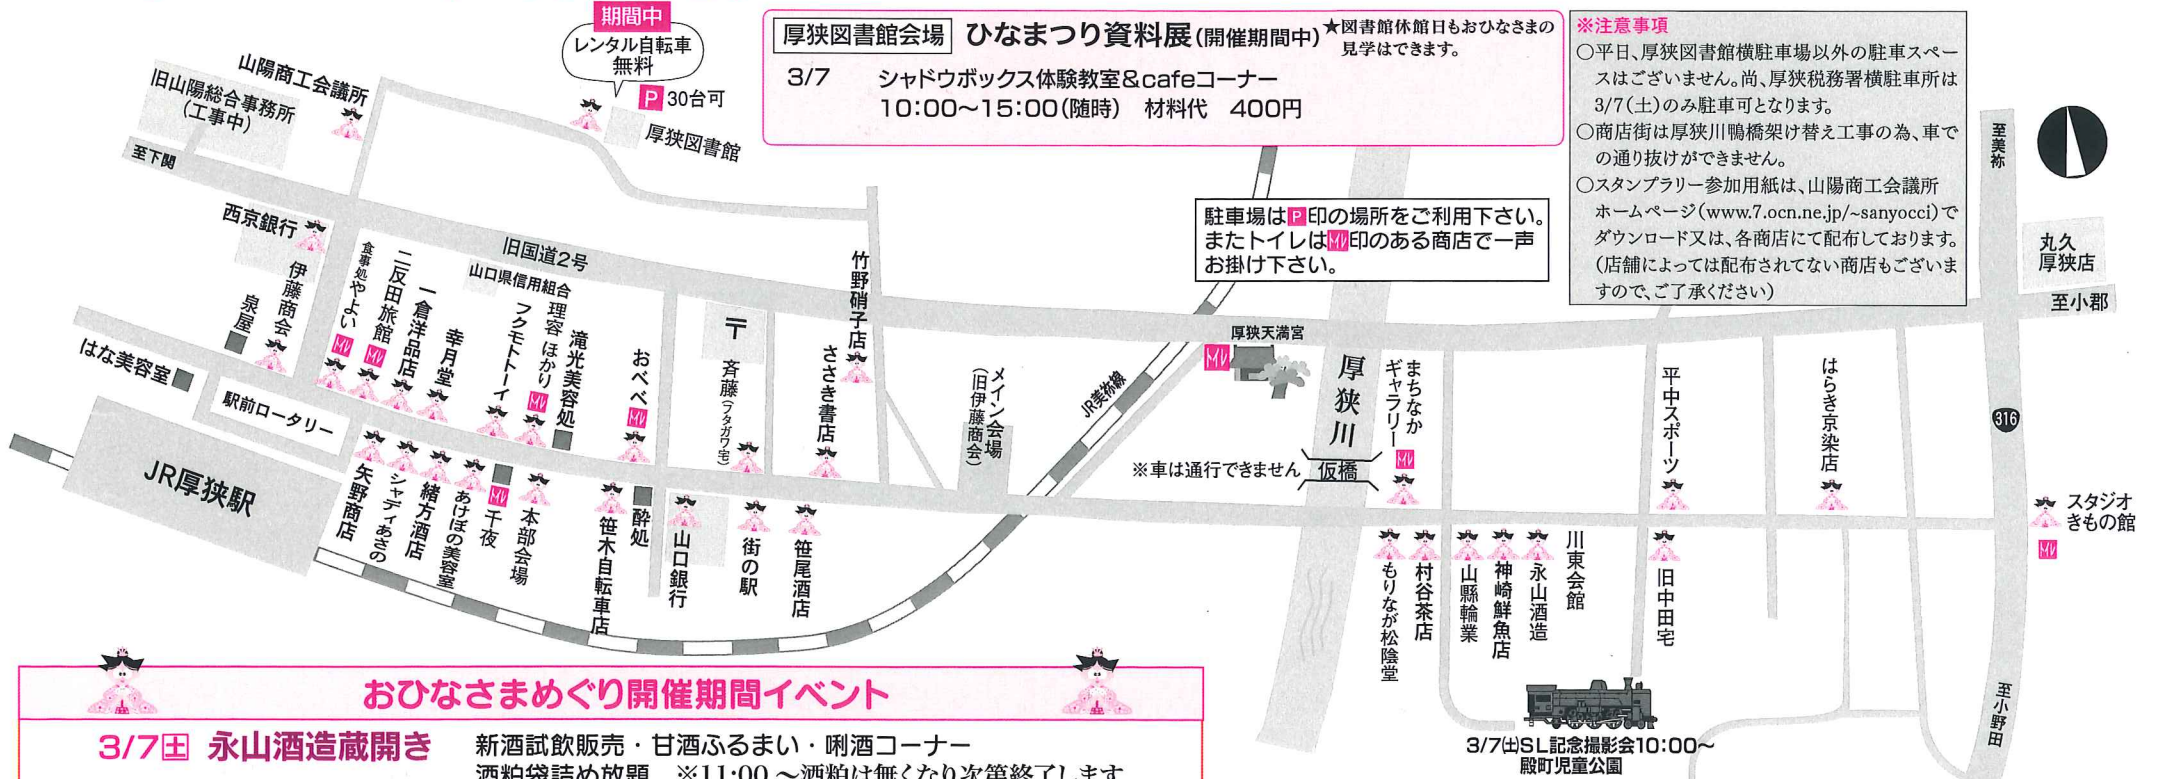 期間中
レンタル自転車
無料
P 30台可
厚狭図書館
山陽商工会議所
旧山陽総合事務所
(工事中)
至下関
厚狭図書館会場 ひなまつり資料展(開催期間中)★図書館休館日もおひなさまの
見学はできます。
3/7 シャドウボックス体験教室&cafeコーナー
10:00〜15:00(随時) 材料代 400円
※注意事項
○平日、厚狭図書館横駐車場以外の駐車スペー
スはございません。尚、厚狭税務署横駐車所は
3/7(土)のみ駐車可となります。
○商店街は厚狭川鴨橋架け替え工事の為、車で
の通り抜けができません。
○スタンプラリー参加用紙は、山陽商工会議所
ホームページ(www.7.ocn.ne.jp/~sanyocci)で
ダウンロード又は、各商店にて配布しております。
(店舗によっては配布されてない商店もございま
すので、ご了承ください)
駐車場はP印の場所をご利用下さい。
またトイレはMV印のある商店で一声
お掛け下さい。
至美祢
丸久
厚狭店
至小郡
316
スタジオ
きもの館
MV
至小野田
西京銀行
伊藤商会
泉屋
はな美容室
駅前ロータリー
JR厚狭駅
旧国道2号
山口県信用組合
食事処やよい
MV
二反田旅館
MV
一倉洋品店
幸月堂
フクモトトーイ
理容 ほかり
MV
滝光美容処
おべべ
MV
〒
斉藤(フタガワ宅)
竹野硝子店
ささき書店
メイン会場
(旧伊藤商会)
JR美祢線
厚狭天満宮
MV
厚狭川
※車は通行できません
仮橋
まちなか
ギャラリー
MV
平中スポーツ
はらき京染店
矢野商店
シャディあさの
緒方酒店
あけぼの美容室
MV
千夜
本部会場
笹木自転車店
酔処
山口銀行
街の駅
笹尾酒店
もりなが松陰堂
村谷茶店
山縣輪業
神崎鮮魚店
永山酒造
川東会館
旧中田宅
3/7(土)SL記念撮影会10:00〜
殿町児童公園
おひなさまめぐり開催期間イベント
3/7土 永山酒造蔵開き 新酒試飲販売・甘酒ふるまい・唎酒コーナー
酒粕袋詰め放題 ※11:00〜酒粕は無くなり次第終了します